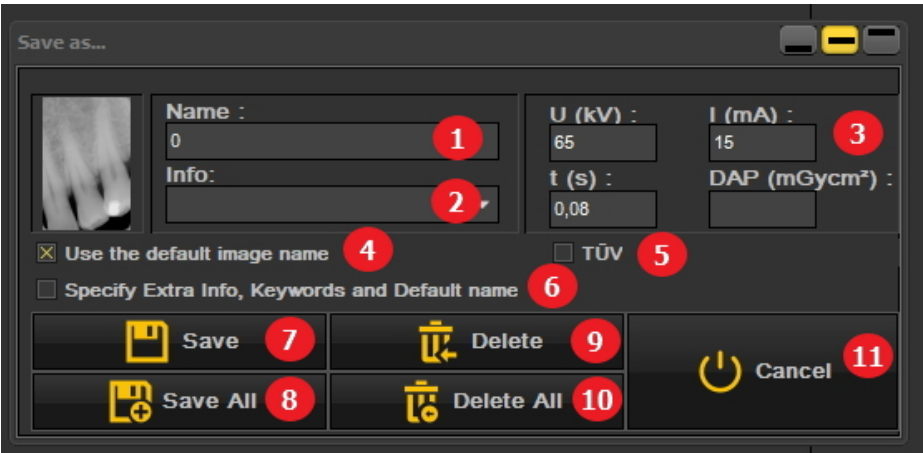 Save as...
Name :
0
1
Info:
2
U (kV) :
65
I (mA) :
15
3
t (s) :
0,08
DAP (mGycm²) :
Use the default image name
4
TÜV
5
Specify Extra Info, Keywords and Default name
6
Save
7
Delete
9
Cancel
11
Save All
8
Delete All
10